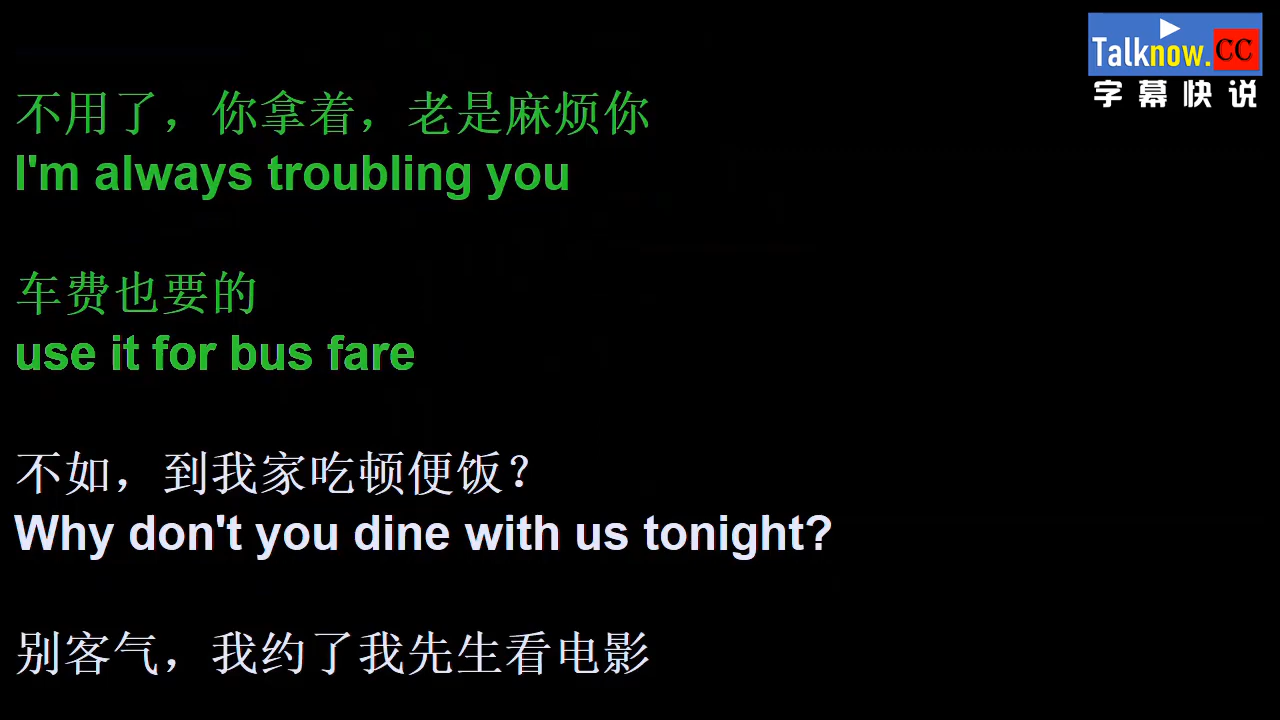 Talknow.CC
字幕快说
不用了，你拿着，老是麻烦你
I'm always troubling you
车费也要的
use it for bus fare
不如，到我家吃顿便饭？
Why don't you dine with us tonight?
别客气，我约了我先生看电影